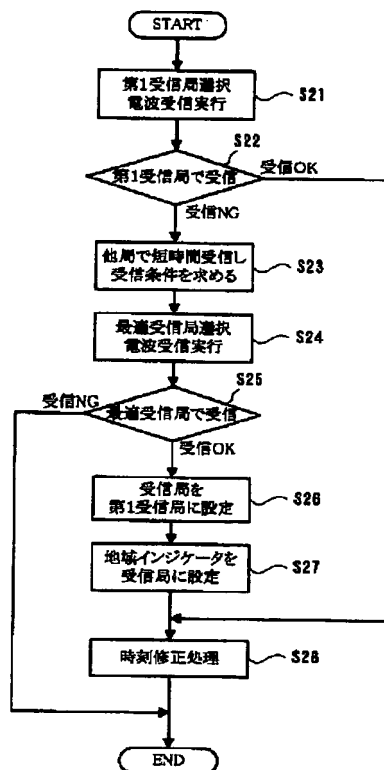 START
第1受信局選択
電波受信実行
S21
S22
第1受信局で受信
受信OK
受信NG
他局で短時間受信し
受信条件を求める
S23
最適受信局選択
電波受信実行
S24
S25
受信NG
最適受信局で受信
受信OK
受信局を
第1受信局に設定
S26
地域インジケータを
受信局に設定
S27
時刻修正処理
S28
END